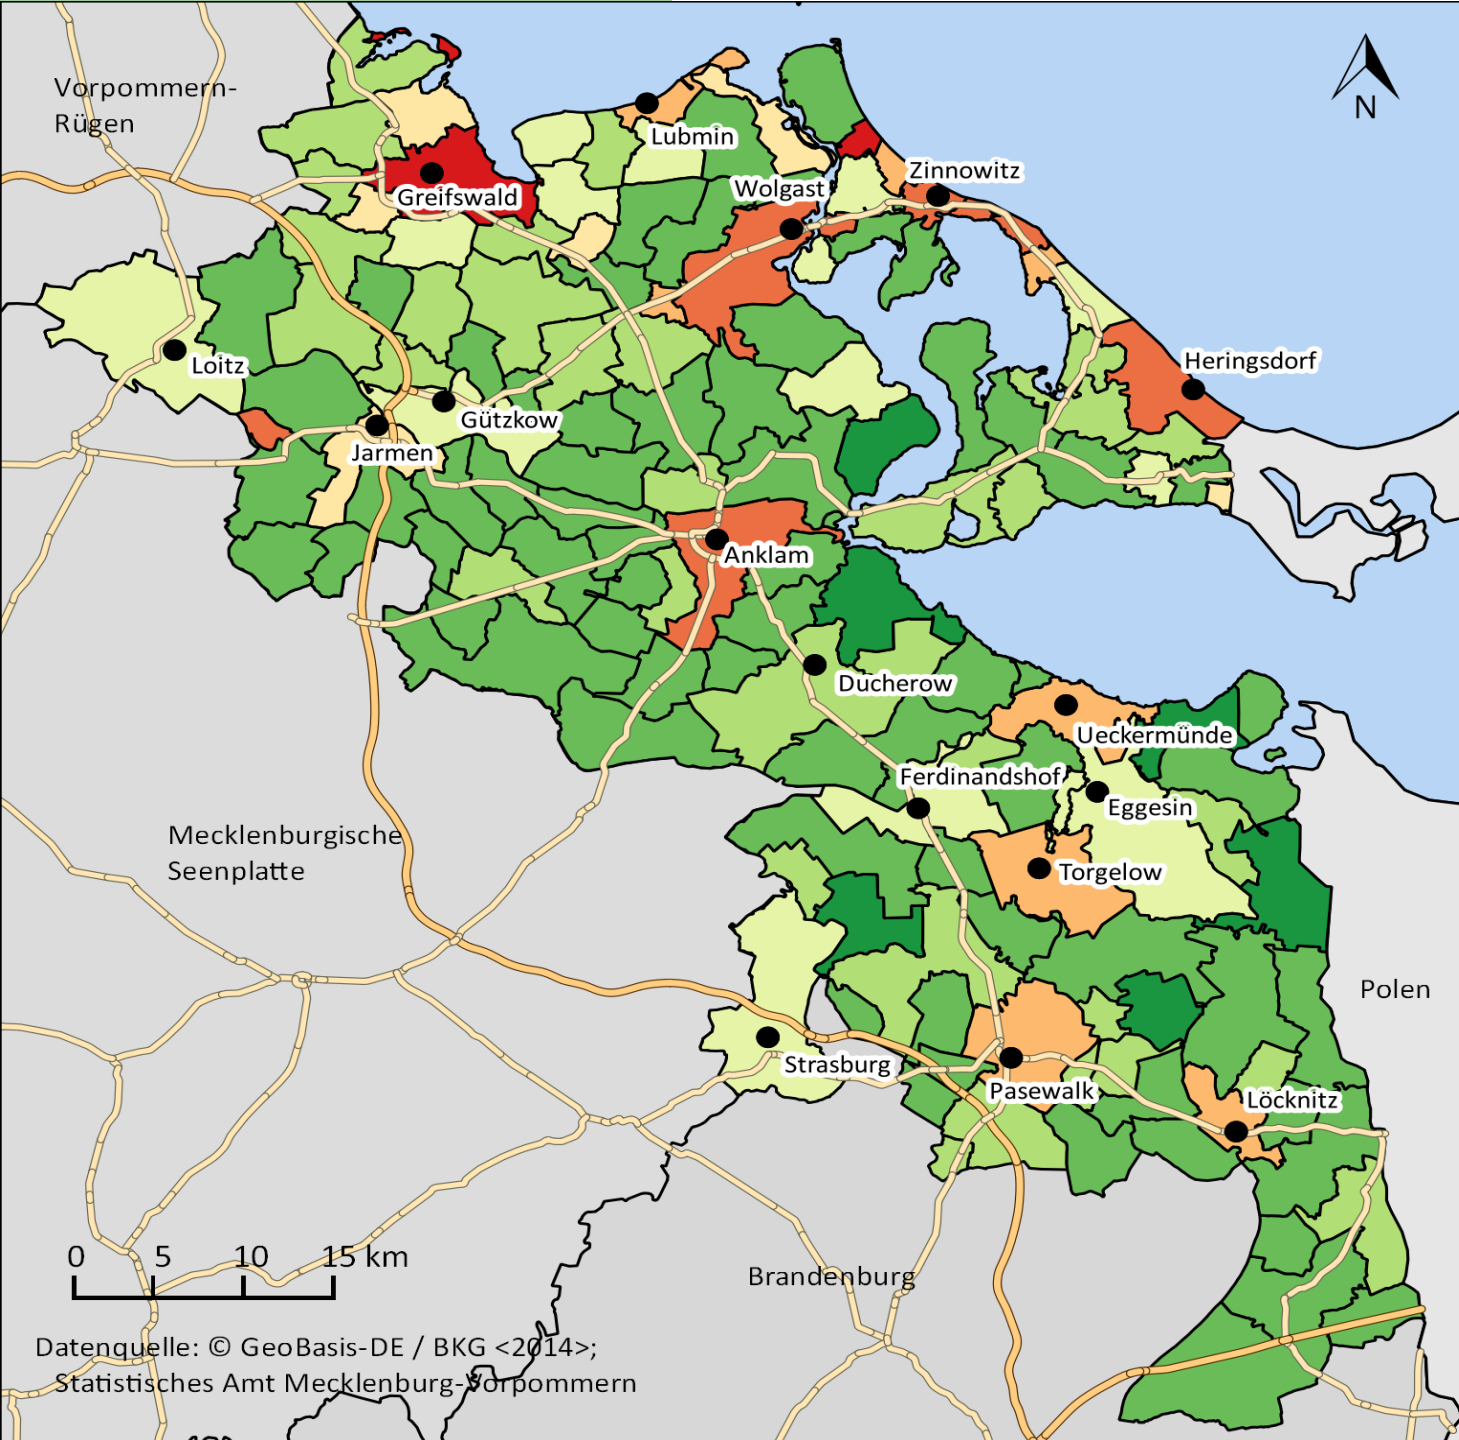 Vorpommern-
Rügen
N
Lubmin
Zinnowitz
Wolgast
Greifswald
Loitz
Heringsdorf
Gützkow
Jarmen
Anklam
Ducherow
Ueckermünde
Ferdinandshof
Eggesin
Mecklenburgische
Seenplatte
Torgelow
Polen
Strasburg
Pasewalk
Löcknitz
0 5 10 15 km
Brandenburg
Datenquelle: © GeoBasis-DE / BKG <2014>;
Statistisches Amt Mecklenburg-Vorpommern